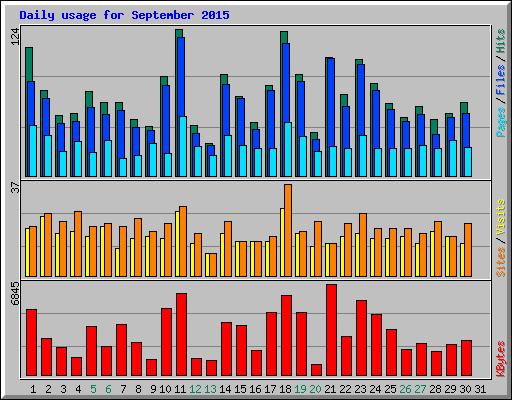 Daily usage for September 2015
124
Pages/Files/Hits
37
Sites/Visits
6845
KBytes
1 2 3 4 5 6 7 8 9 10 11 12 13 14 15 16 17 18 19 20 21 22 23 24 25 26 27 28 29 30 31